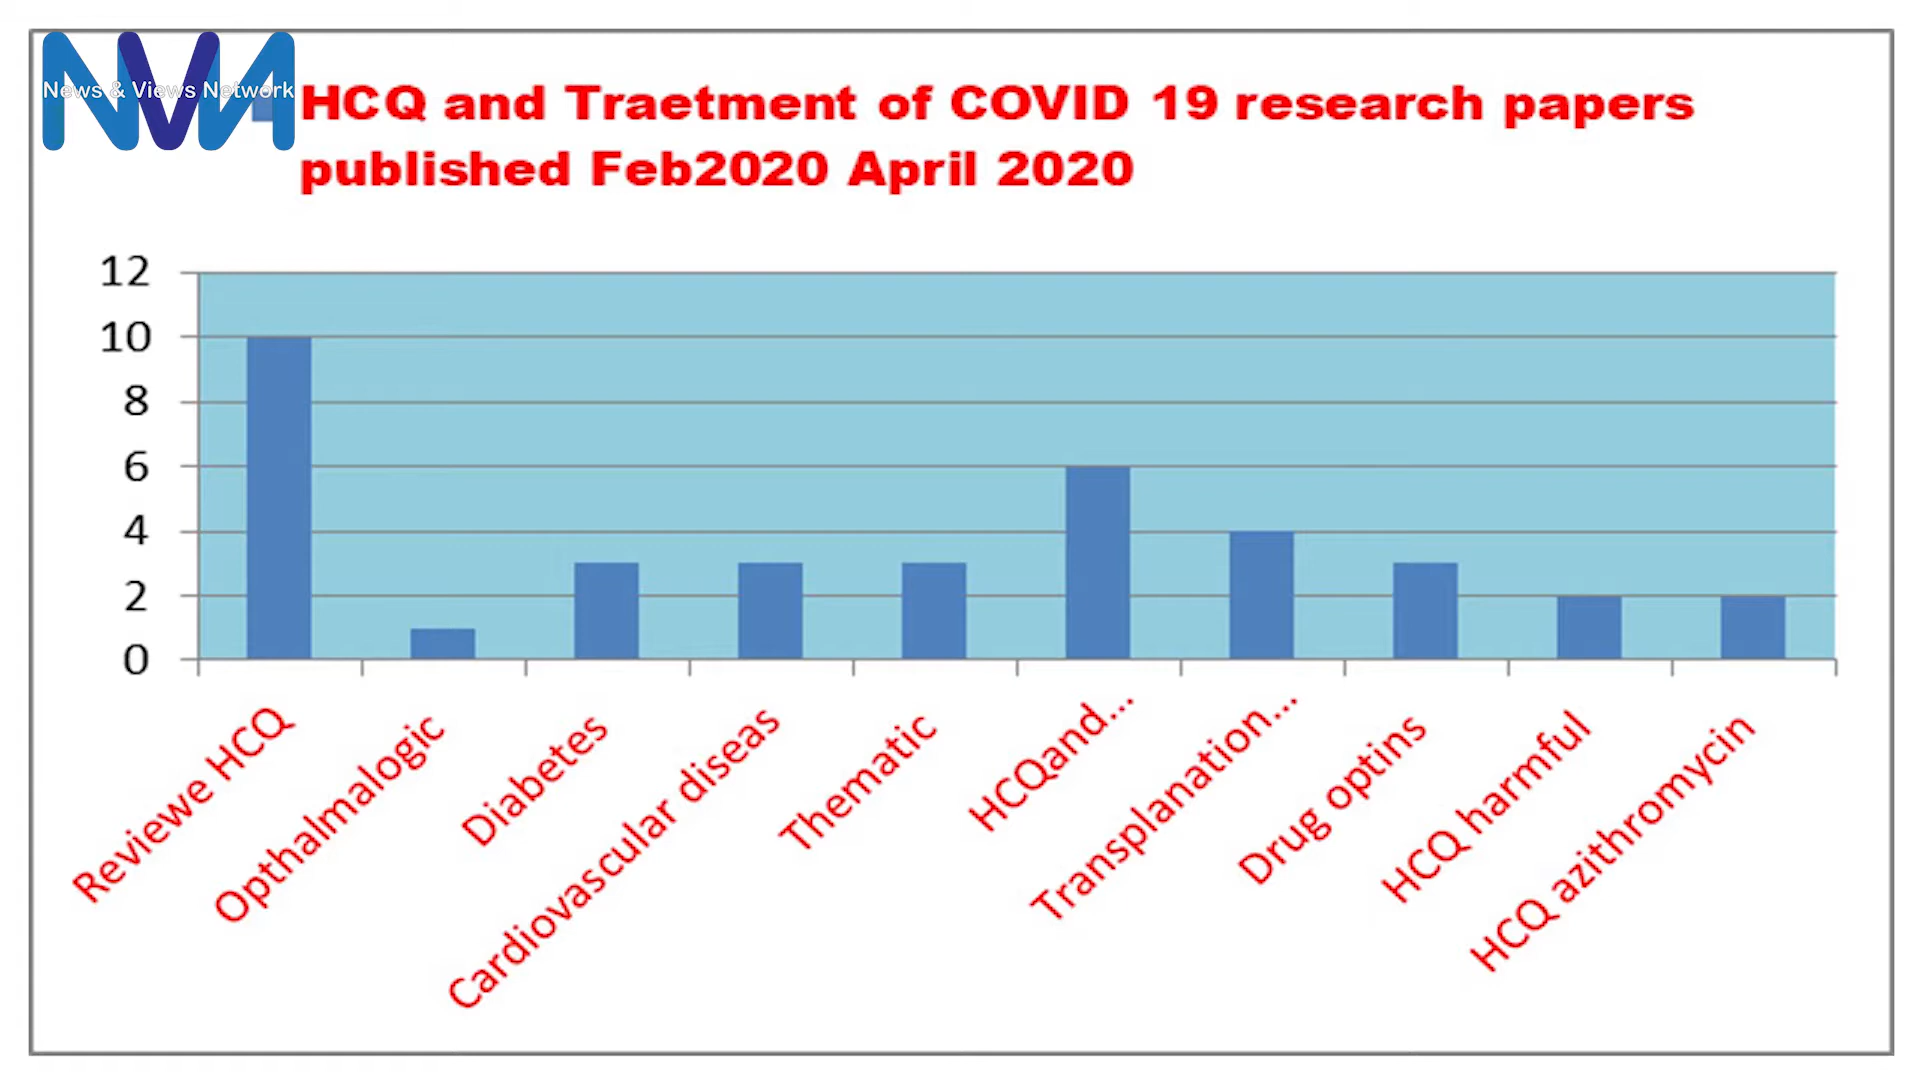 News & Views Network
HCQ and Traetment of COVID 19 research papers
published Feb2020 April 2020
12
10
8
6
4
2
0
Reviewe HCQ
Opthalmalogic
Diabetes
Cardiovascular diseas
Thematic
HCQand...
Transplanation...
Drug optins
HCQ harmful
HCQ azithromycin